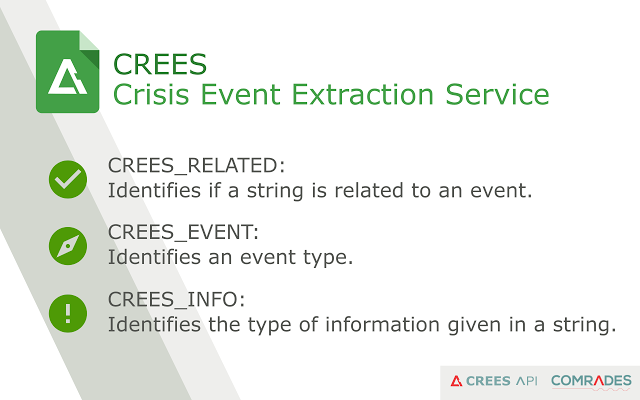 CREES
Crisis Event Extraction Service
CREES_RELATED:
Identifies if a string is related to an event.
CREES_EVENT:
Identifies an event type.
CREES_INFO:
Identifies the type of information given in a string.
CREES API COMRADES